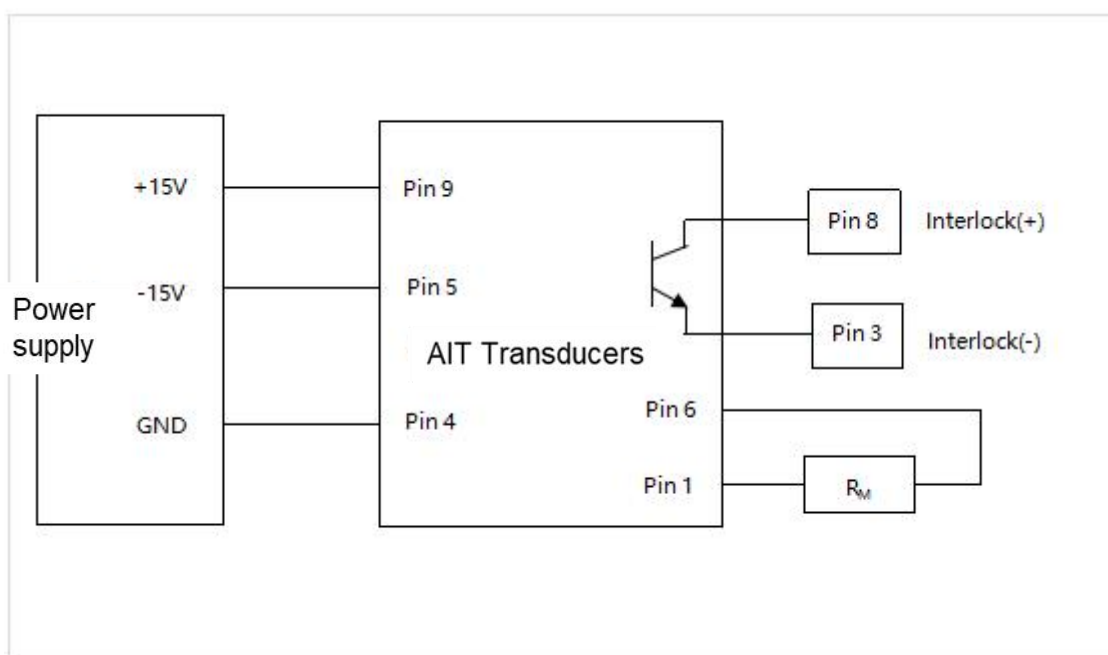 +15V
-15V
Power
supply
GND
Pin 9
Pin 5
AIT Transducers
Pin 4
Pin 6
Pin 1
Pin 8
Interlock(+)
Pin 3
Interlock(-)
RM